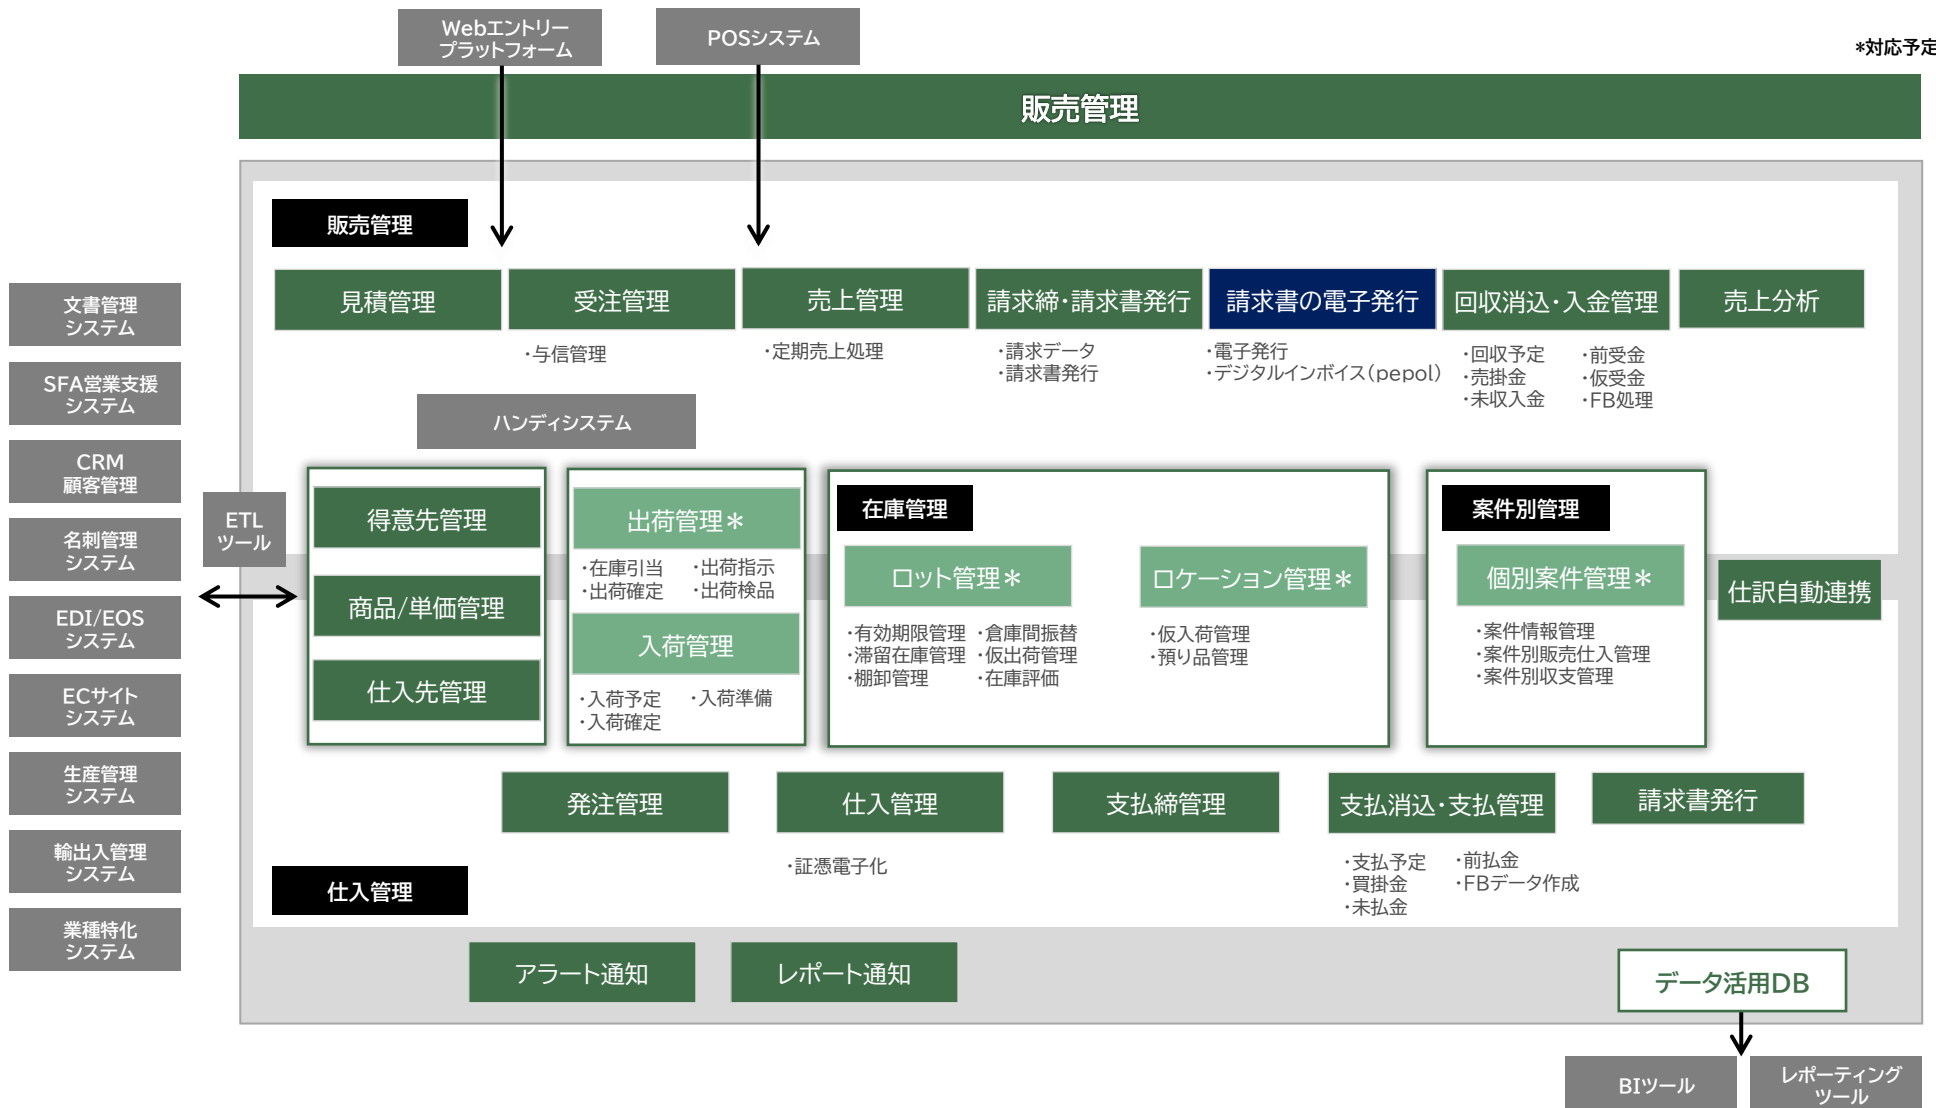 Webエントリー
プラットフォーム
POSシステム
*対応予定
販売管理
販売管理
見積管理
受注管理
・与信管理
売上管理
・定期売上処理
請求締・請求書発行
・請求データ
・請求書発行
請求書の電子発行
・電子発行
・デジタルインボイス(pepol)
回収消込・入金管理
・回収予定
・売掛金
・未収入金
・前受金
・仮受金
・FB処理
売上分析
文書管理
システム
SFA営業支援
システム
CRM
顧客管理
名刺管理
システム
EDI/EOS
システム
ECサイト
システム
生産管理
システム
輸出入管理
システム
業種特化
システム
ETL
ツール
ハンディシステム
得意先管理
商品/単価管理
仕入先管理
出荷管理*
・在庫引当
・出荷確定
・出荷指示
・出荷検品
入荷管理
・入荷予定
・入荷確定
・入荷準備
在庫管理
ロット管理*
・有効期限管理
・滞留在庫管理
・棚卸管理
・倉庫間振替
・仮出荷管理
・在庫評価
ロケーション管理*
・仮入荷管理
・預り品管理
案件別管理
個別案件管理*
・案件情報管理
・案件別販売仕入管理
・案件別収支管理
仕訳自動連携
発注管理
仕入管理
・証憑電子化
支払締管理
支払消込・支払管理
・支払予定
・買掛金
・未払金
・前払金
・FBデータ作成
請求書発行
仕入管理
アラート通知
レポート通知
データ活用DB
BIツール
レポーティング
ツール